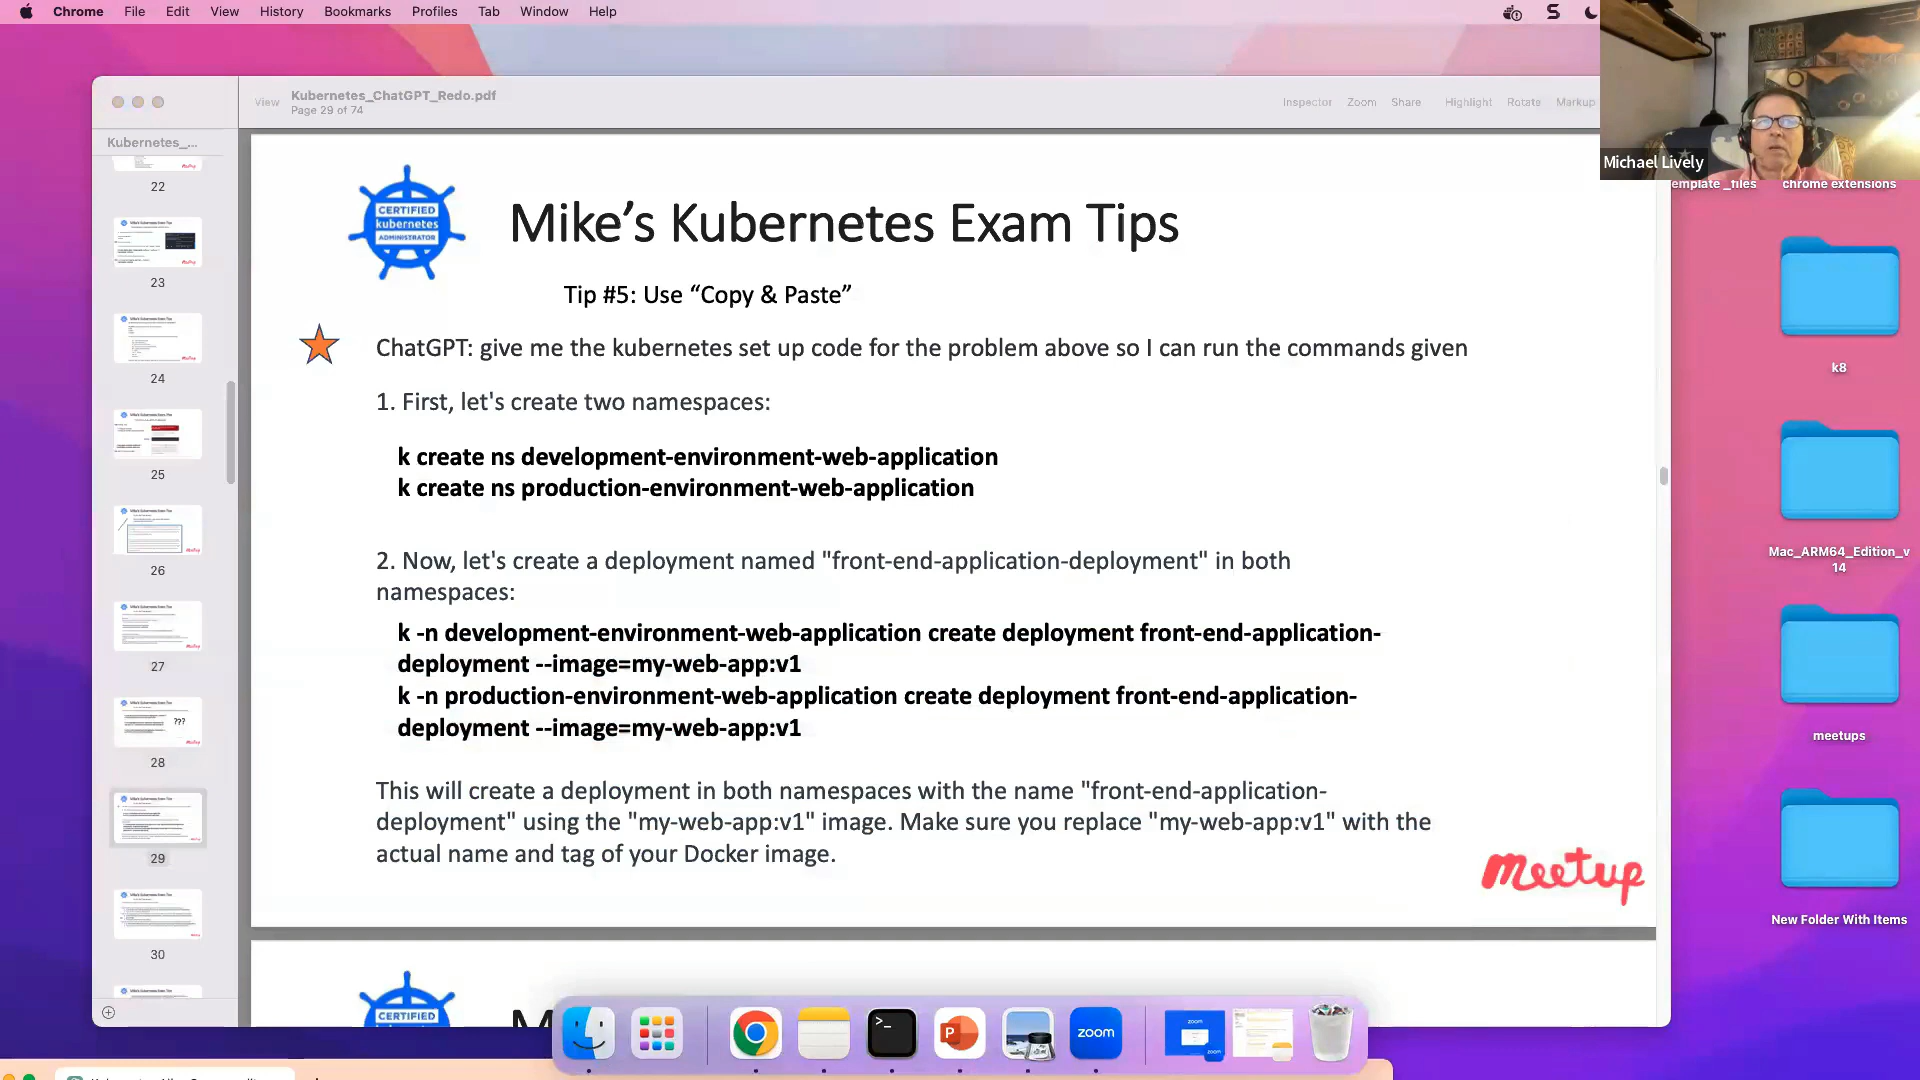 Chrome File Edit View History Bookmarks Profiles Tab Window Help
Michael Lively
View Kubernetes_ChatGPT_Redo.pdf
Page 29 of 74
Inspector Zoom Share Highlight Rotate Markup
Kubernetes_...
22
23
24
25
26
27
???
28
29
30
CERTIFIED
kubernetes
ADMINISTRATOR
Mike's Kubernetes Exam Tips
Tip #5: Use “Copy & Paste”
ChatGPT: give me the kubernetes set up code for the problem above so I can run the commands given
1. First, let's create two namespaces:
k create ns development-environment-web-application
k create ns production-environment-web-application
2. Now, let's create a deployment named "front-end-application-deployment" in both
namespaces:
k -n development-environment-web-application create deployment front-end-application-
deployment --image=my-web-app:v1
k -n production-environment-web-application create deployment front-end-application-
deployment --image=my-web-app:v1
This will create a deployment in both namespaces with the name "front-end-application-
deployment" using the "my-web-app:v1" image. Make sure you replace "my-web-app:v1" with the
actual name and tag of your Docker image.
Meetup
CERTIFIED
_files
chrome extensions
k8
Mac_ARM64_Edition_v
14
meetups
New Folder With Items
zoom